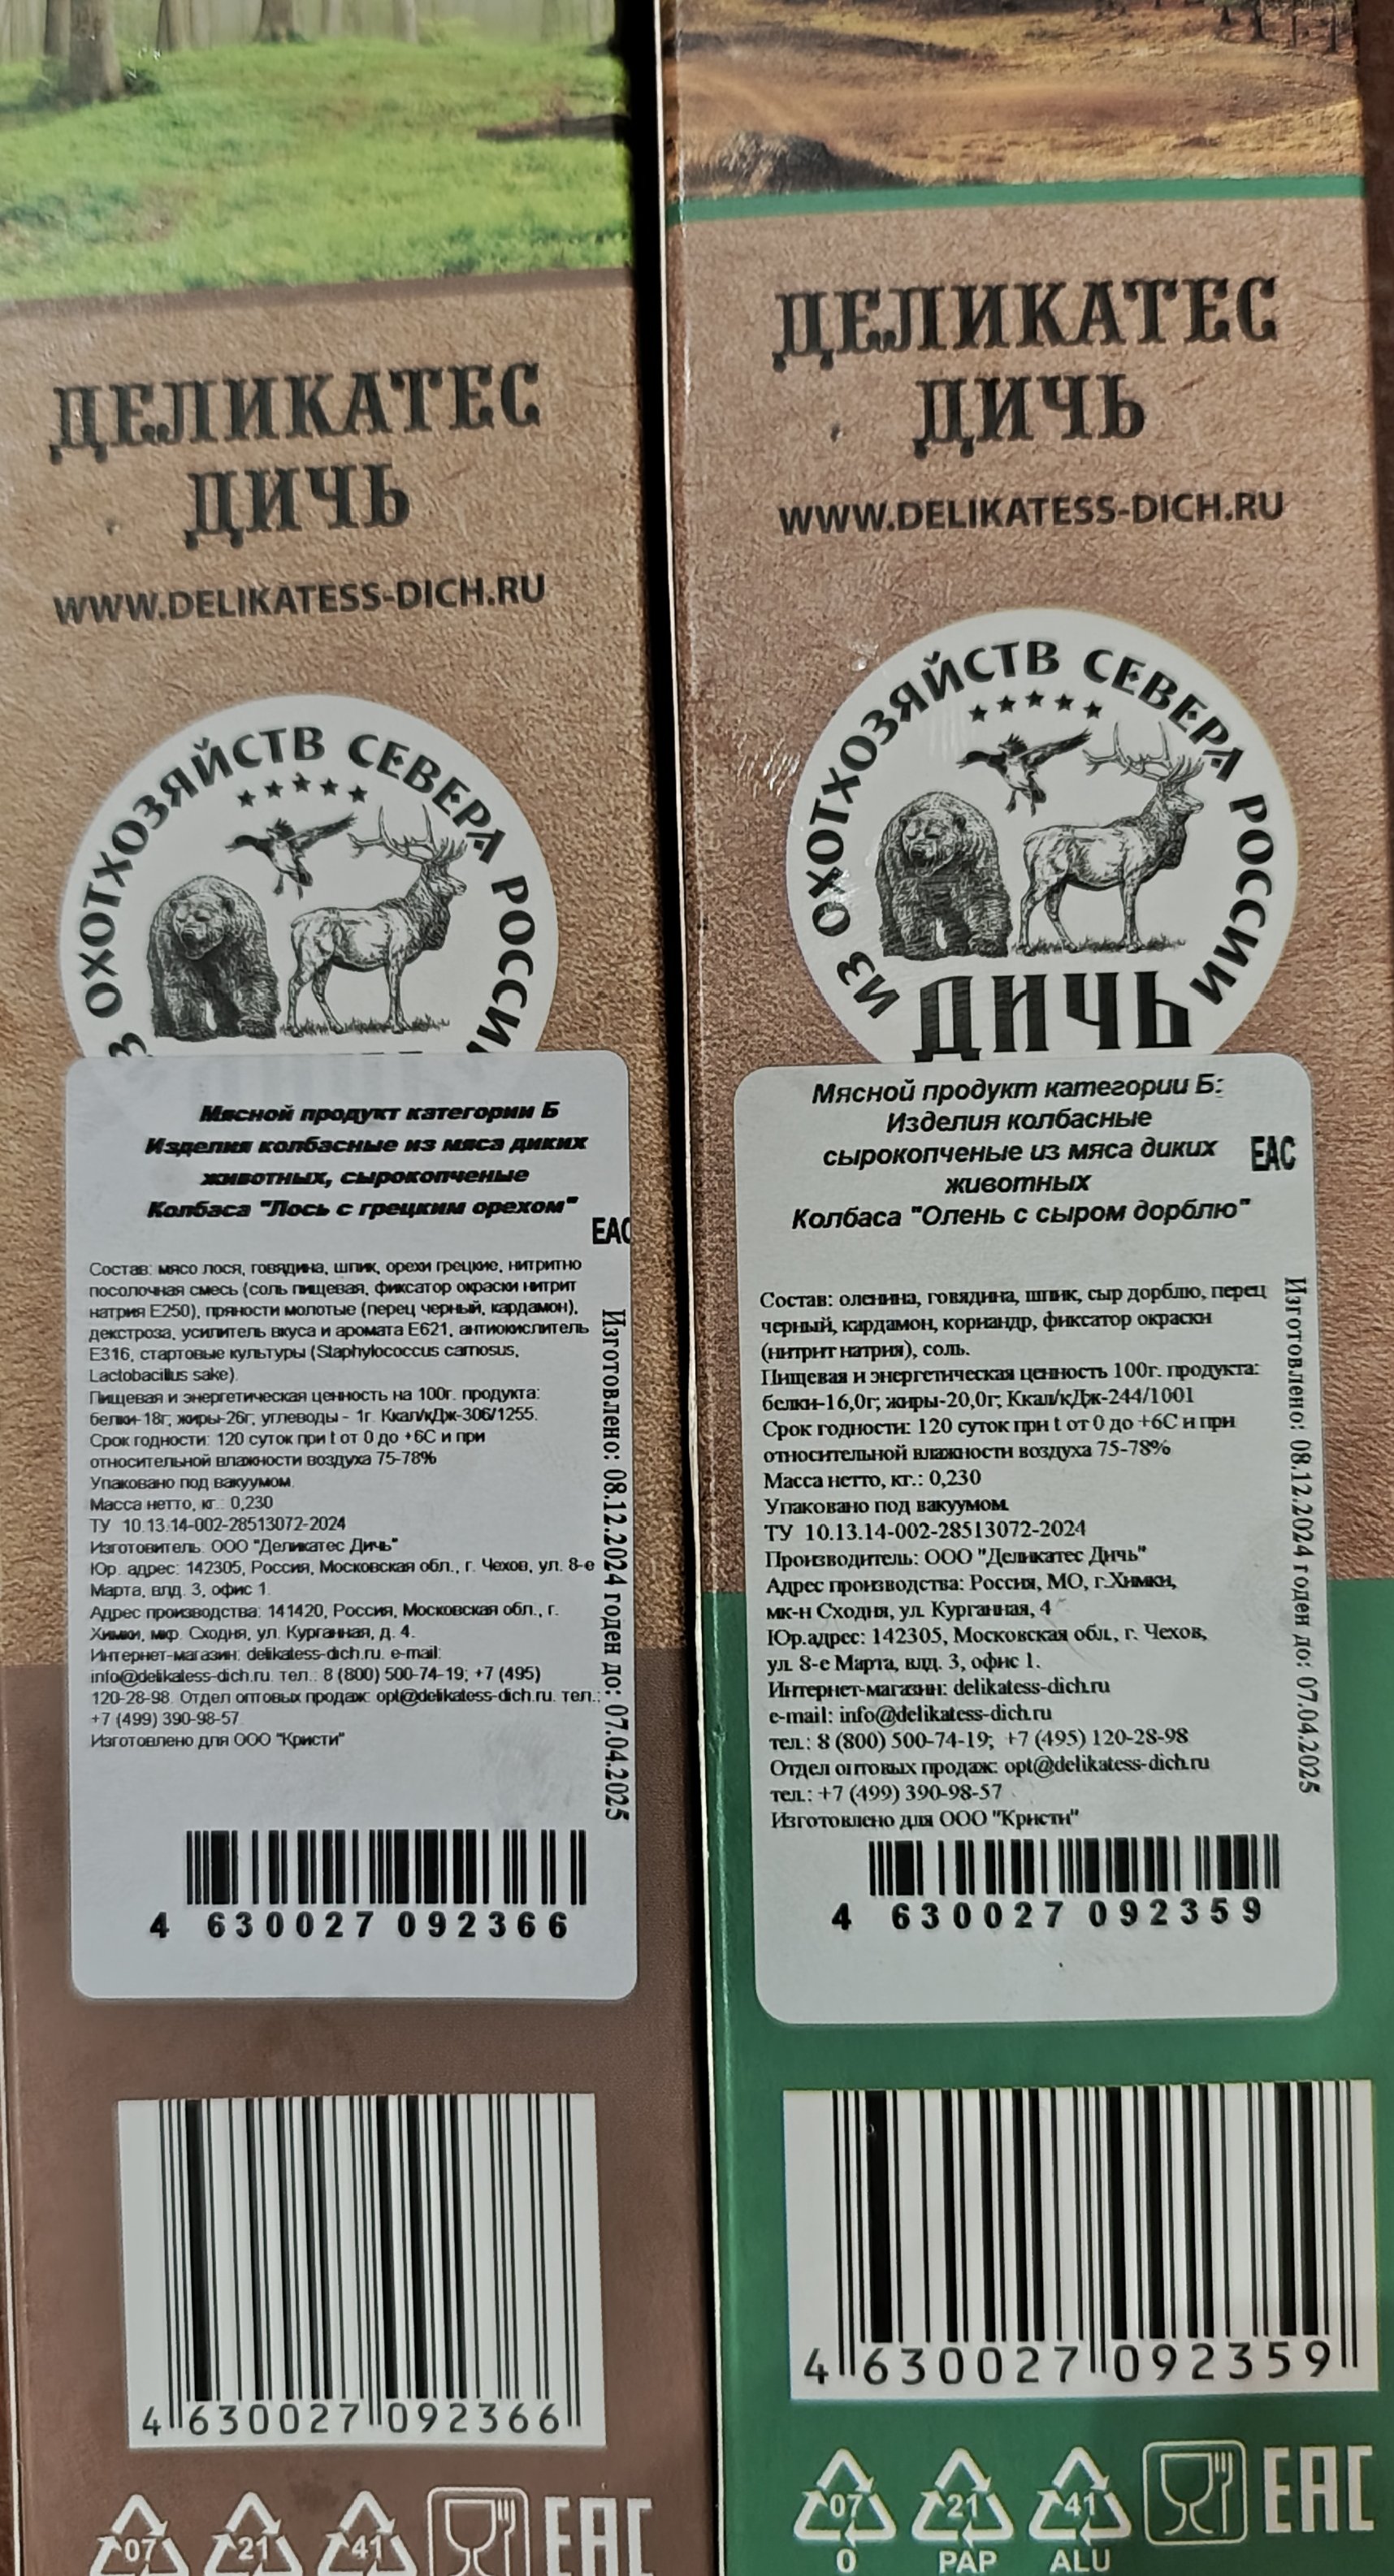 ДЕЛИКАТЕС
ДИЧЬ
WWW.DELIKATESS-DICH.RU
ОХОТХОЗЯЙСТВ СЕВЕРА РОССИИ
Мясной продукт категории Б
Изделия колбасные из мяса диких
животных, сырокопченые
Колбаса "Лось с грецким орехом"
EAC
Состав: мясо лося, говядина, шпик, орехи грецкие, нитритно
посолочная смесь (соль пищевая, фиксатор окраски нитрит
натрия Е250), пряности молотые (перец черный, кардамон),
декстроза, усилитель вкуса и аромата Е621, антиокислитель
Е316, стартовые культуры (Staphylococcus carnosus,
Lactobacillus sake).
Пищевая и энергетическая ценность на 100г. продукта:
белки-18г; жиры-26г; углеводы - 1г. Ккал/кДж-306/1255.
Срок годности: 120 суток при t от 0 до +6С и при
относительной влажности воздуха 75-78%
Упаковано под вакуумом.
Масса нетто, кг.: 0,230
ТУ 10.13.14-002-28513072-2024
Изготовитель: ООО "Деликатес Дичь"
Юр. адрес: 142305, Россия, Московская обл., г. Чехов, ул. 8-е
Марта, влд. 3, офис 1.
Адрес производства: 141420, Россия, Московская обл., г.
Химки, мкр. Сходня, ул. Курганная, д. 4.
Интернет-магазин: delikatess-dich.ru. e-mail:
info@delikatess-dich.ru. тел.: 8 (800) 500-74-19; +7 (495)
120-28-98. Отдел оптовых продаж: opt@delikatess-dich.ru. тел.:
+7 (499) 390-98-57
Изготовлено для ООО "Кристи"
Изготовлено: 08.12.2024 годен до: 07.04.2025
4 630027 092366
4 630027 092366
07
21
41
EAC
ДЕЛИКАТЕС
ДИЧЬ
WWW.DELIKATESS-DICH.RU
ИЗ ОХОТХОЗЯЙСТВ СЕВЕРА РОССИИ
ДИЧЬ
Мясной продукт категории Б:
Изделия колбасные
сырокопченые из мяса диких
животных
Колбаса "Олень с сыром дорблю"
EAC
Состав: оленина, говядина, шпик, сыр дорблю, перец
черный, кардамон, кориандр, фиксатор окраски
(нитрит натрия), соль.
Пищевая и энергетическая ценность 100г. продукта:
белки-16,0г; жиры-20,0г; Ккал/кДж-244/1001
Срок годности: 120 суток при t от 0 до +6С и при
относительной влажности воздуха 75-78%
Масса нетто, кг.: 0,230
Упаковано под вакуумом.
ТУ 10.13.14-002-28513072-2024
Производитель: ООО "Деликатес Дичь"
Адрес производства: Россия, МО, г.Химки,
мк-н Сходня, ул. Курганная, 4
Юр.адрес: 142305, Московская обл., г. Чехов,
ул. 8-е Марта, влд. 3, офис 1.
Интернет-магазин: delikatess-dich.ru
e-mail: info@delikatess-dich.ru
тел.: 8 (800) 500-74-19; +7 (495) 120-28-98
Отдел оптовых продаж: opt@delikatess-dich.ru
тел.: +7 (499) 390-98-57
Изготовлено для ООО "Кристи"
Изготовлено: 08.12.2024 годен до: 07.04.2025
4 630027 092359
4 630027 092359
07
21
41
EAC
0
PAP
ALU